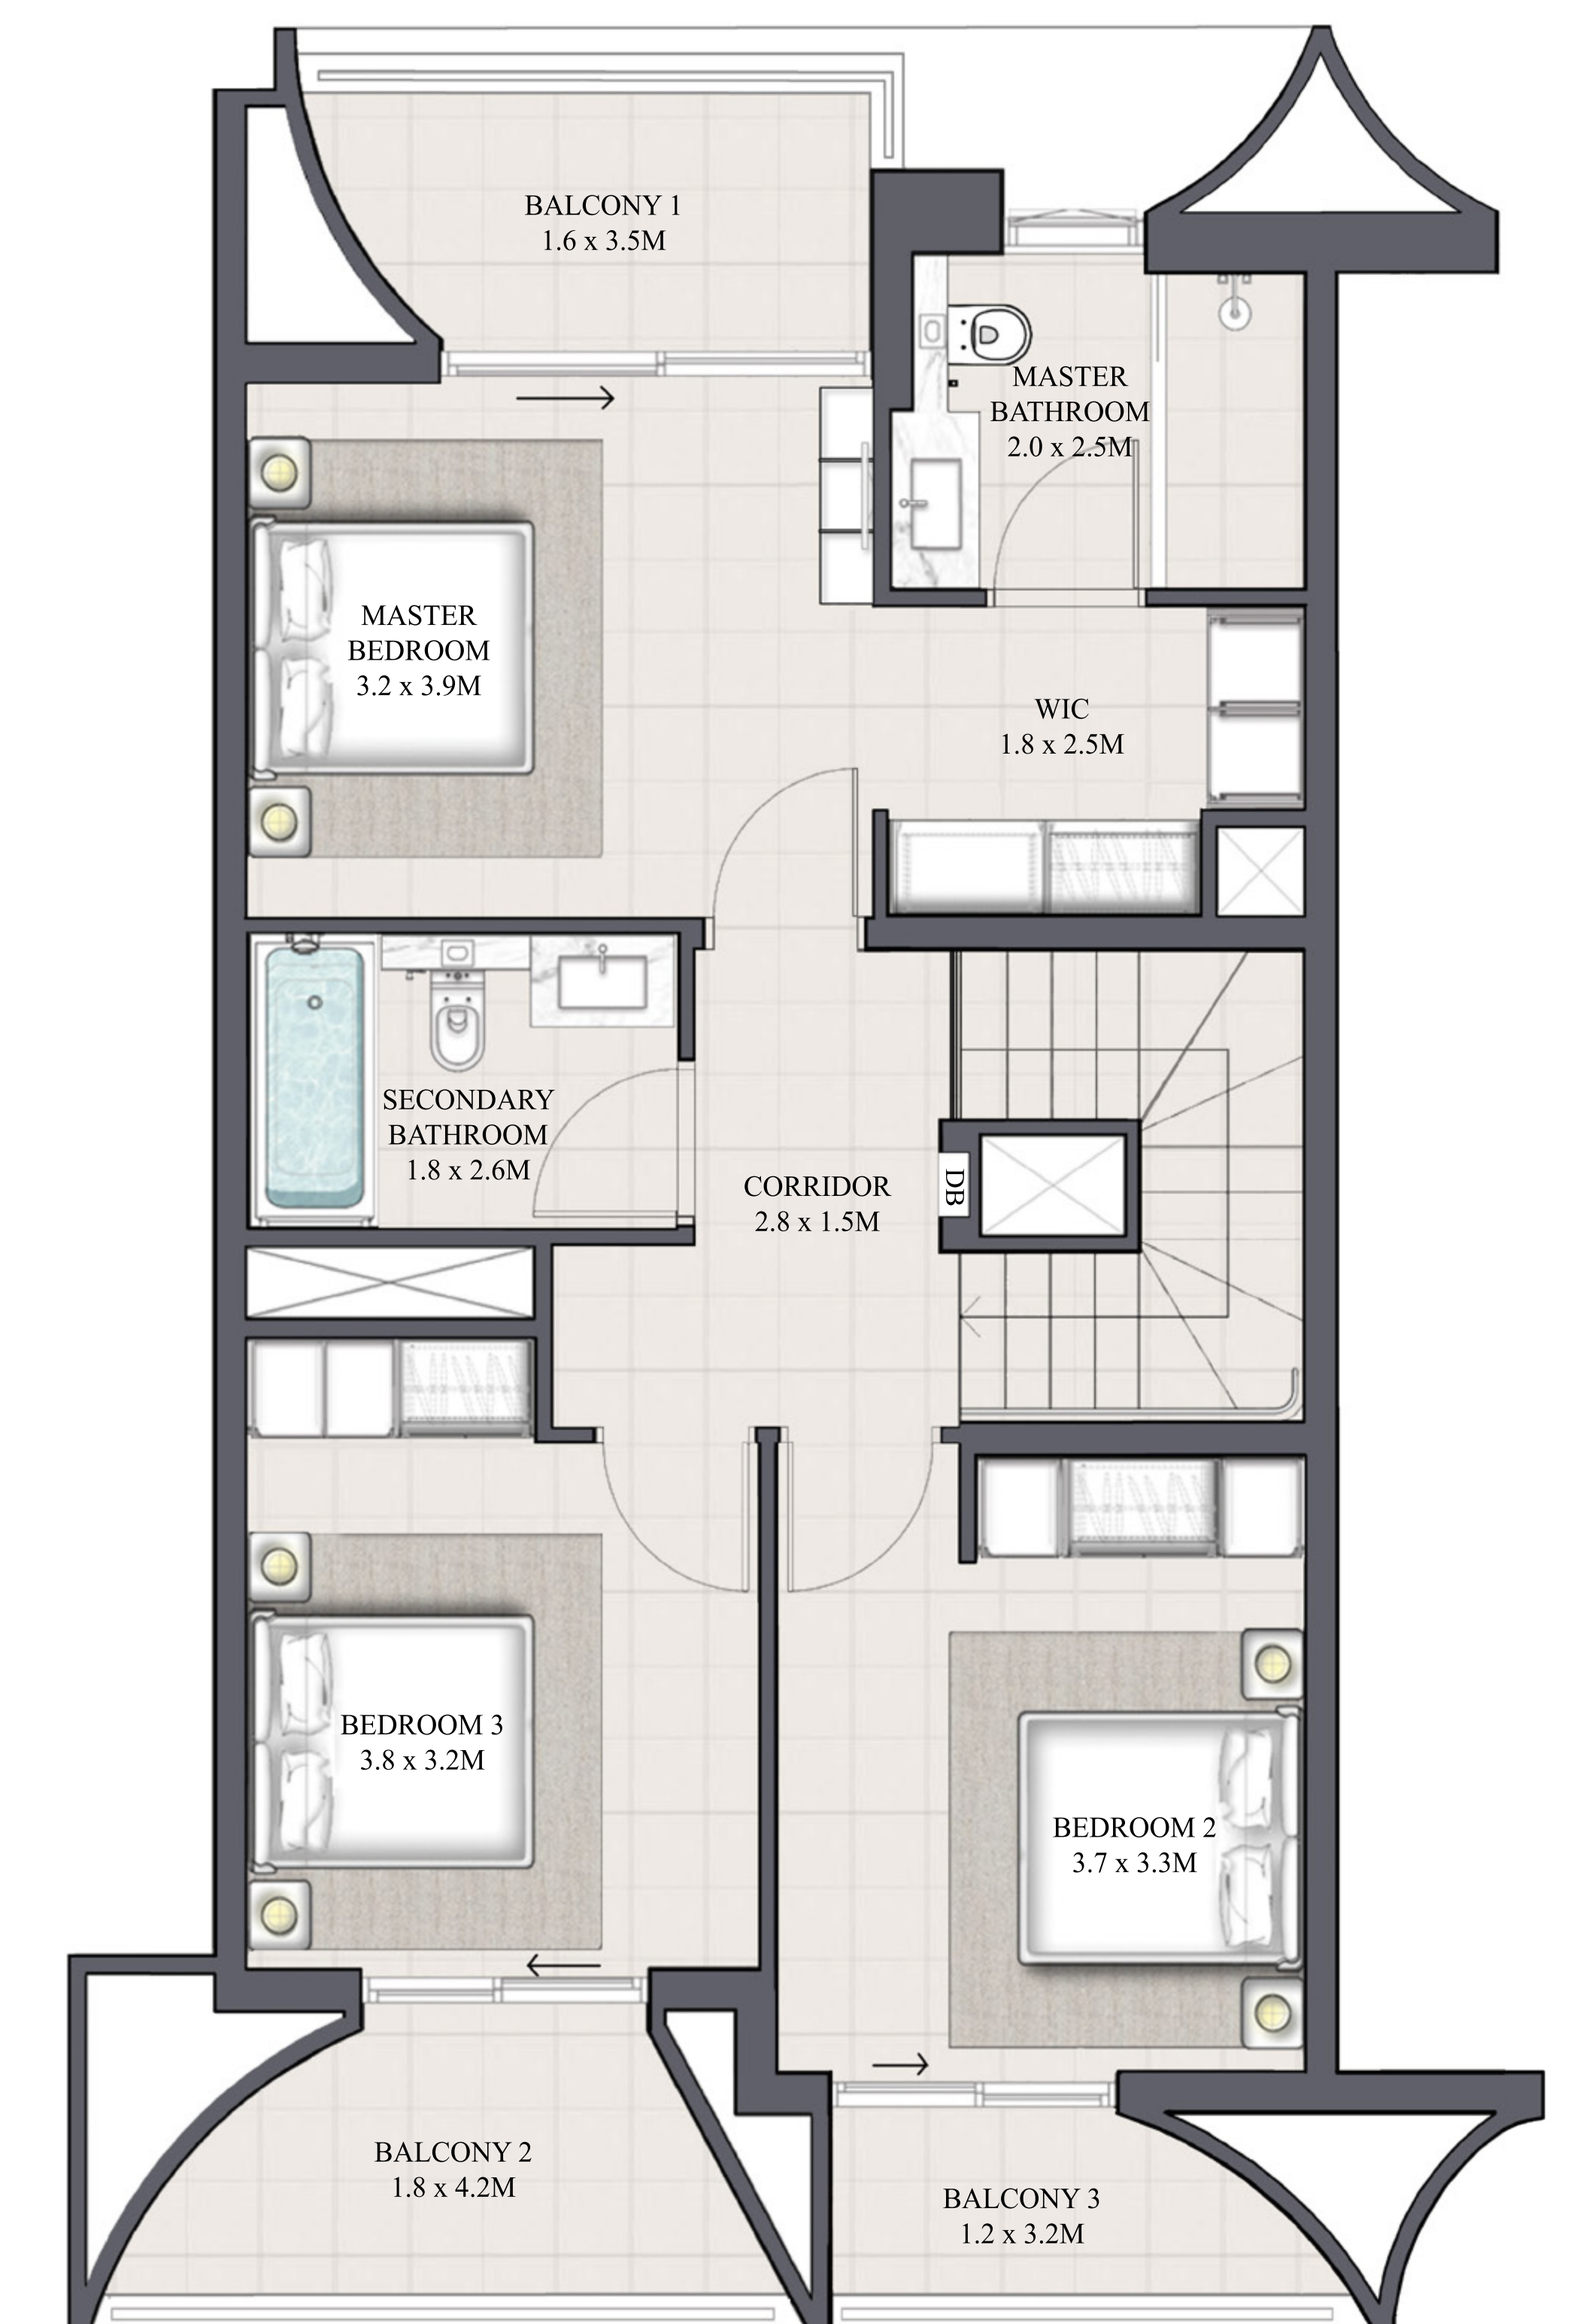 BALCONY 1
1.6 x 3.5M
MASTER
BATHROOM
2.0 x 2.5M
MASTER
BEDROOM
3.2 x 3.9M
WIC
1.8 x 2.5M
SECONDARY
BATHROOM
1.8 x 2.6M
CORRIDOR
2.8 x 1.5M
DB
BEDROOM 3
3.8 x 3.2M
BEDROOM 2
3.7 x 3.3M
BALCONY 2
1.8 x 4.2M
BALCONY 3
1.2 x 3.2M